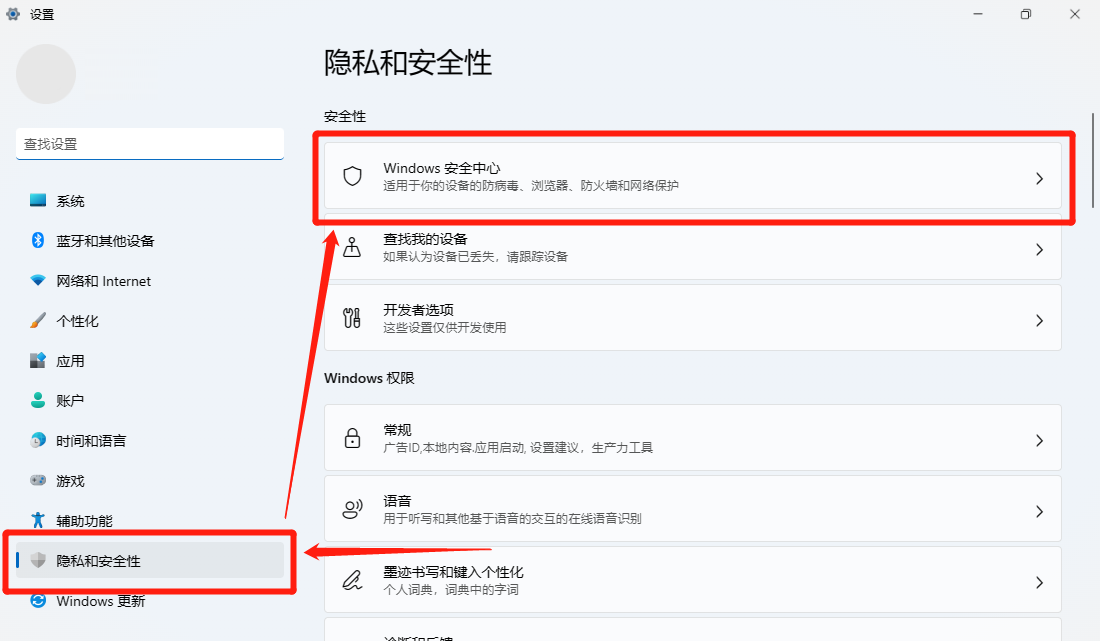 设置
查找设置
系统
蓝牙和其他设备
网络和 Internet
个性化
应用
账户
时间和语言
游戏
辅助功能
隐私和安全性
Windows 更新
隐私和安全性
安全性
Windows 安全中心
适用于你的设备的防病毒、浏览器、防火墙和网络保护
查找我的设备
如果认为设备已丢失，请跟踪设备
开发者选项
这些设置仅供开发使用
Windows 权限
常规
广告ID,本地内容.应用启动, 设置建议，生产力工具
语音
用于听写和其他基于语音的交互的在线语音识别
墨迹书写和键入个性化
个人词典，词典中的字词
诊断和反馈